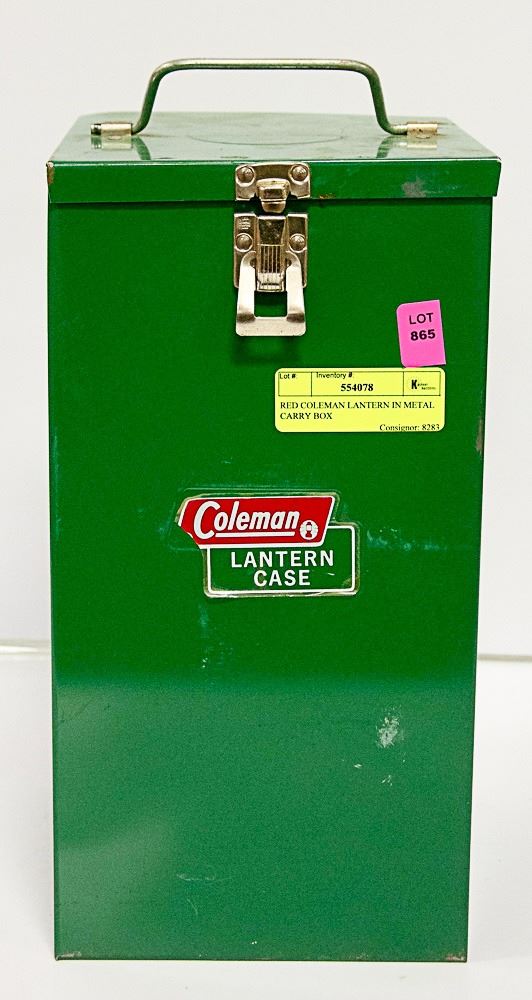 LOT
865
Lot #: Inventory #:
554078
RED COLEMAN LANTERN IN METAL
CARRY BOX
Consignor: 8283
Coleman
LANTERN
CASE